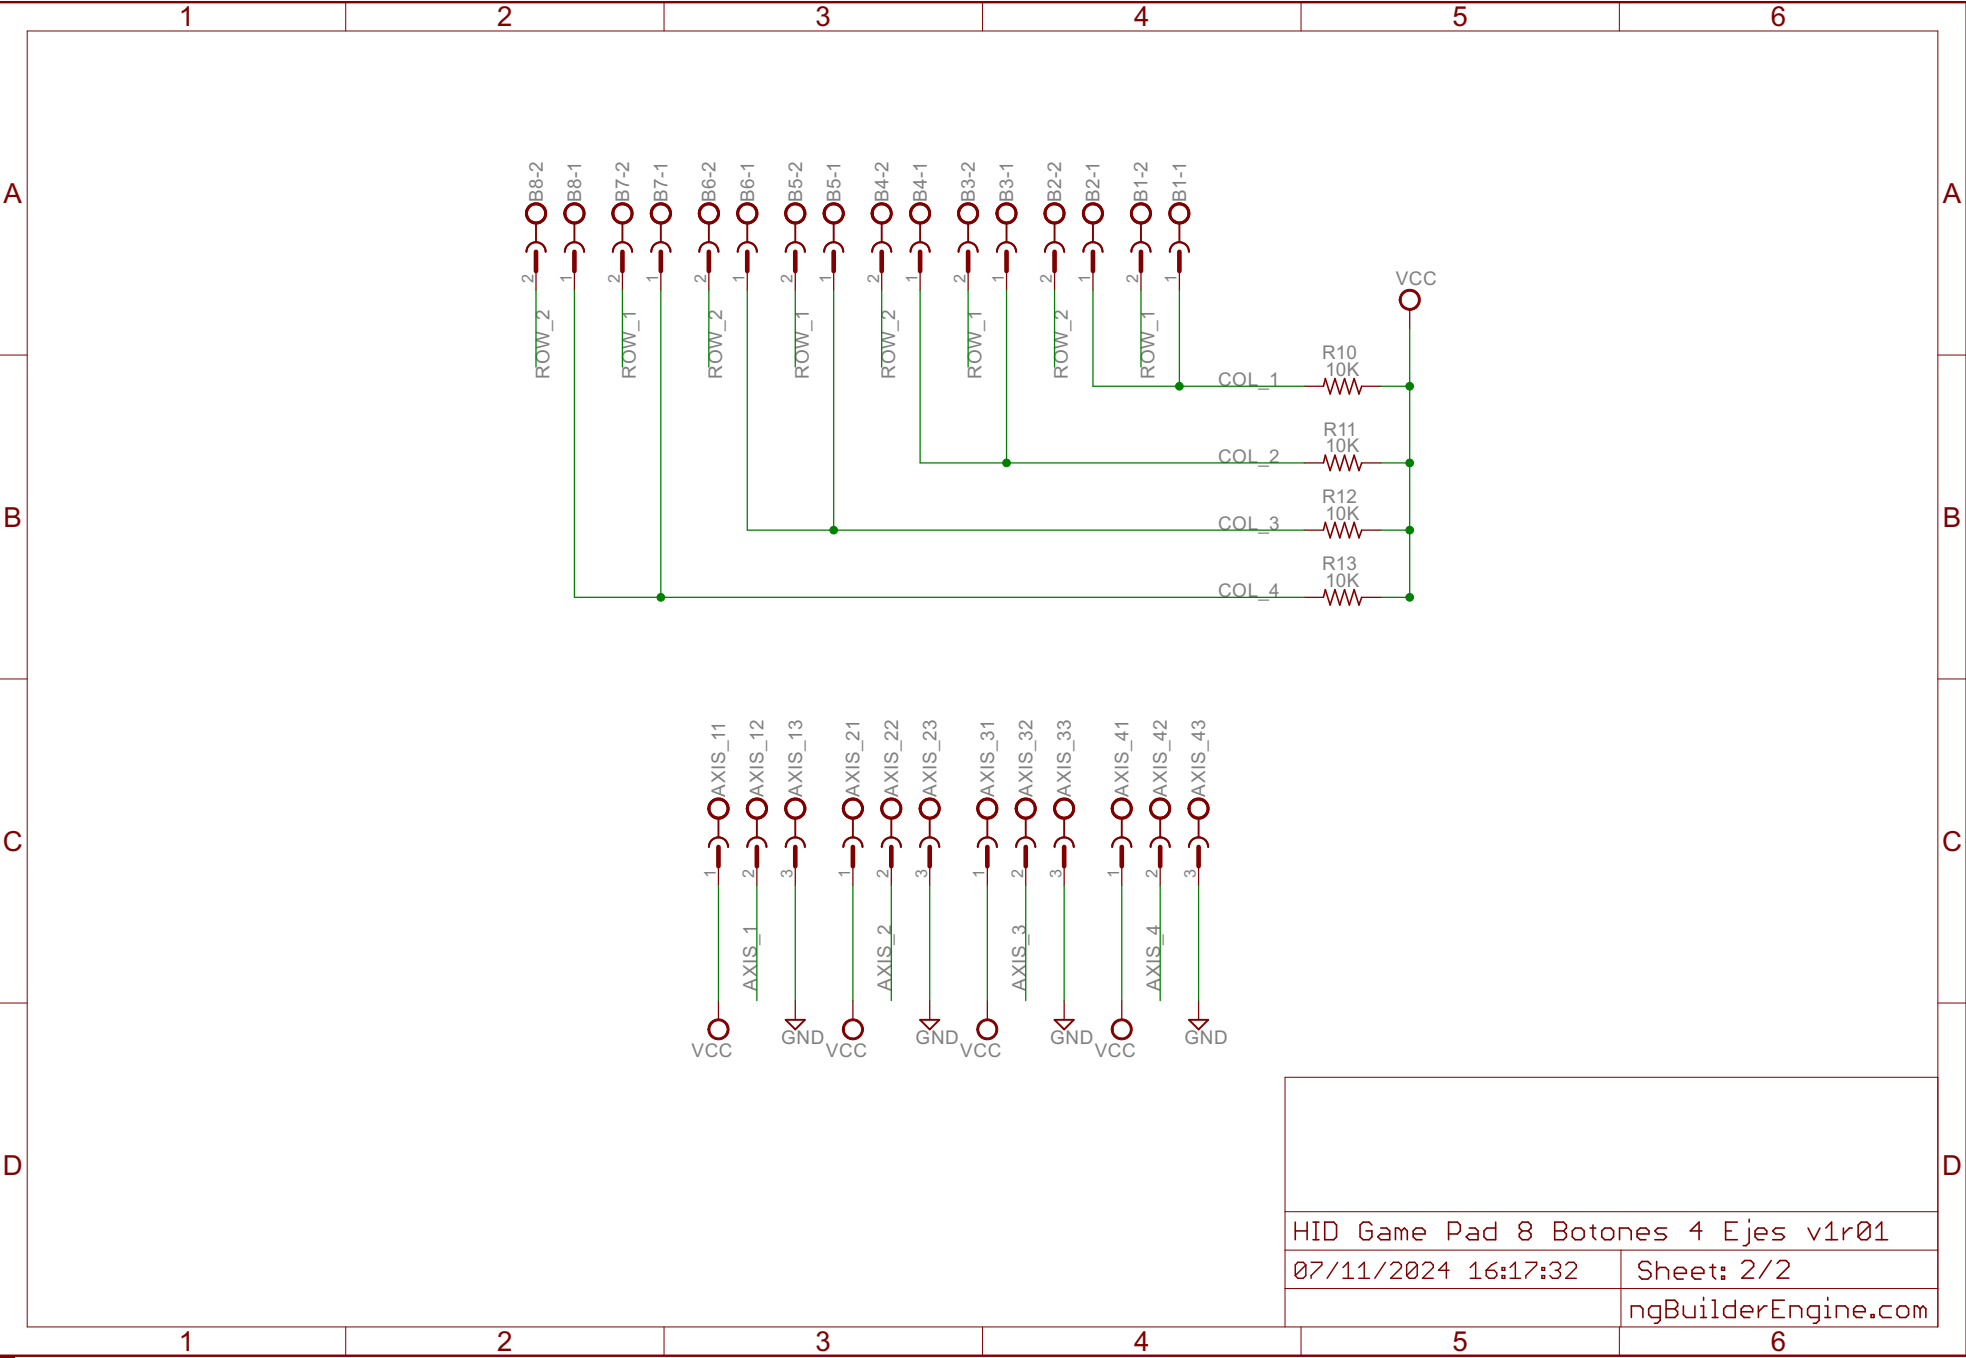 1 2 3 4 5 6
A A
B8-2 B8-1 B7-2 B7-1 B6-2 B6-1 B5-2 B5-1 B4-2 B4-1 B3-2 B3-1 B2-2 B2-1 B1-2 B1-1
2 1 2 1 2 1 2 1 2 1 2 1 2 1 2 1
VCC
ROW_2 ROW_1 ROW_2 ROW_1 ROW_2 ROW_1 ROW_2 ROW_1
R10
10K
COL_1
R11
10K
COL_2
R12
10K
B B
COL_3
R13
10K
COL_4
AXIS_11 AXIS_12 AXIS_13 AXIS_21 AXIS_22 AXIS_23 AXIS_31 AXIS_32 AXIS_33 AXIS_41 AXIS_42 AXIS_43
C C
1 2 3 1 2 3 1 2 3 1 2 3
AXIS_1 AXIS_2 AXIS_3 AXIS_4
VCC GND VCC GND VCC GND VCC GND
D D
HID Game Pad 8 Botones 4 Ejes v1r01
07/11/2024 16:17:32 Sheet: 2/2
ngBuilderEngine.com
1 2 3 4 5 6